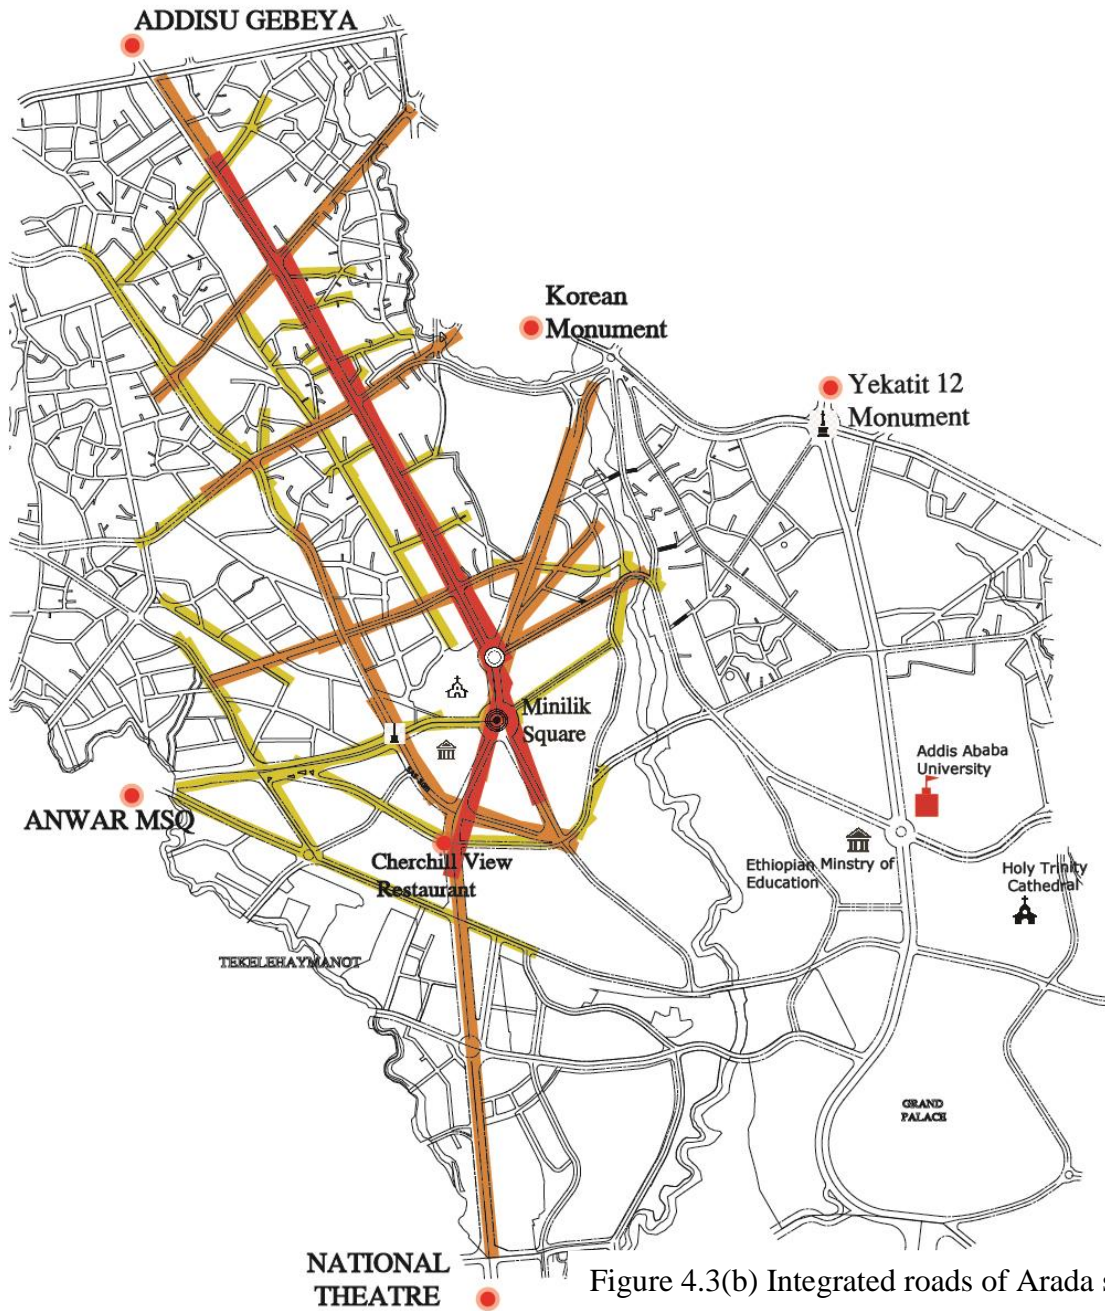 ADDISU GEBEYA
Korean
Monument
Yekatit 12
Monument
Minilik
Square
Addis Ababa
University
ANWAR MSQ
Cherchill View
Restaurant
Ethiopian Minstry of
Education
Holy Trinity
Cathedral
TEKELEHAYMANOT
GRAND
PALACE
NATIONAL
THEATRE
Figure 4.3(b) Integrated roads of Arada s